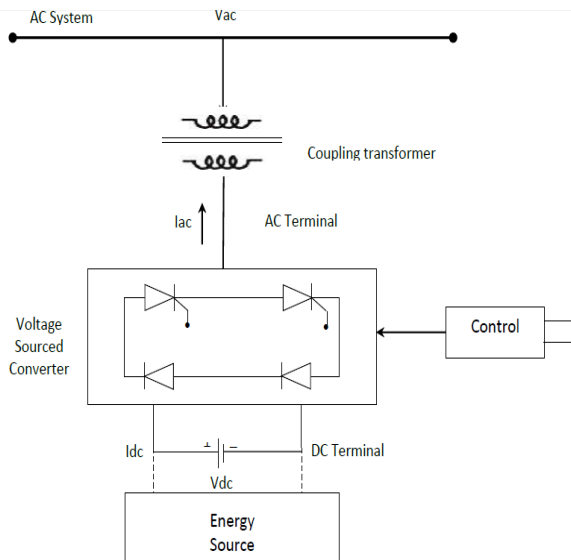 AC System
Vac
Coupling transformer
Iac
AC Terminal
Voltage
Sourced
Converter
Control
Idc
+ −
DC Terminal
Vdc
Energy
Source